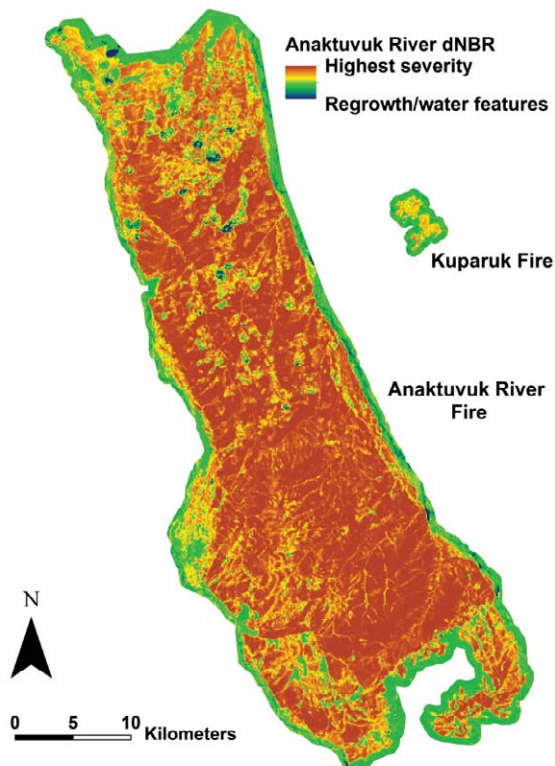 Anaktuvuk River dNBR
Highest severity
Regrowth/water features
Kuparuk Fire
Anaktuvuk River
Fire
N
0 5 10
Kilometers